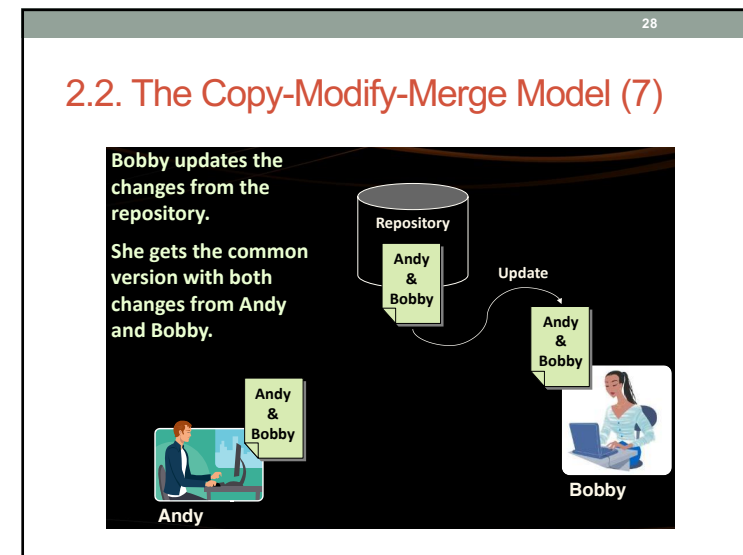 28
2.2. The Copy-Modify-Merge Model (7)
Bobby updates the
changes from the
repository.
She gets the common
version with both
changes from Andy
and Bobby.
Repository
Andy
&
Bobby
Update
Andy
&
Bobby
Andy
&
Bobby
Andy
Bobby